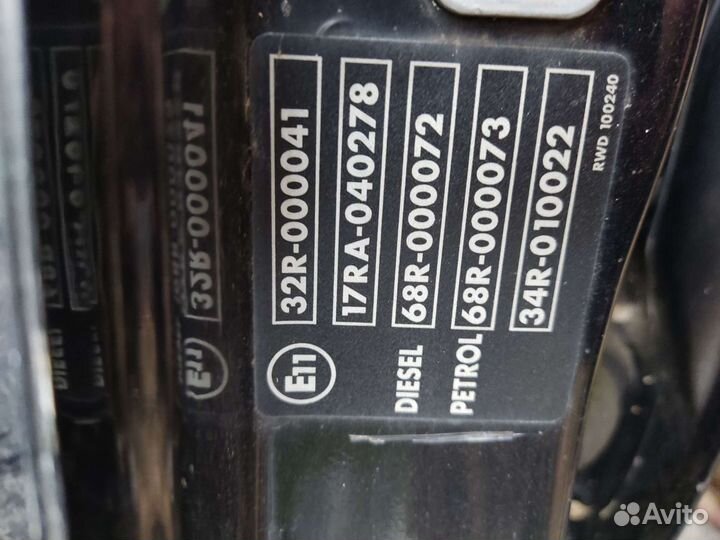 E11 32R-000041
17RA-040278
DIESEL 68R-000072
PETROL 68R-000073
34R-010022
RWD 100240
Avito